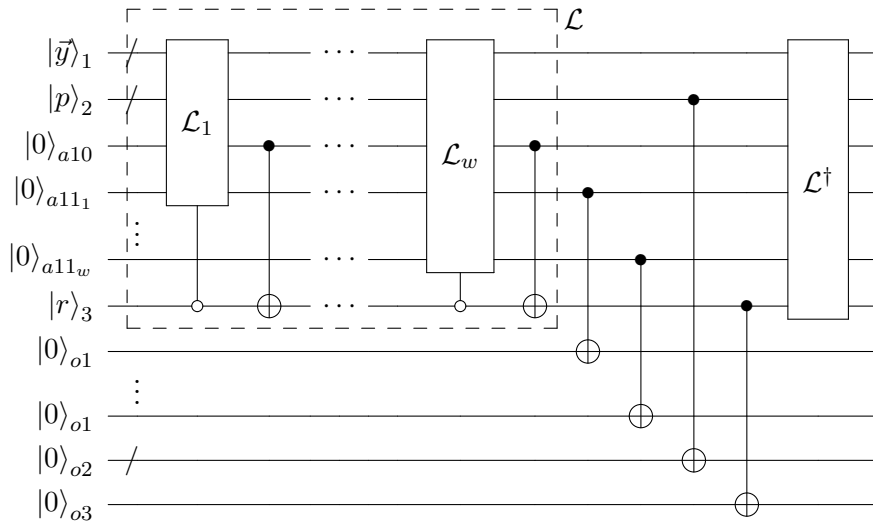 ℒ
|y⃗⟩₁ / ⋯
|p⟩₂ / ⋯
ℒ₁ ℒ_w ℒ†
|0⟩_{a10} ⋯
|0⟩_{a11₁} ⋯
⋮
|0⟩_{a11_w} ⋯
|r⟩₃ ⋯
|0⟩_{o1}
⋮
|0⟩_{o1}
|0⟩_{o2} /
|0⟩_{o3}